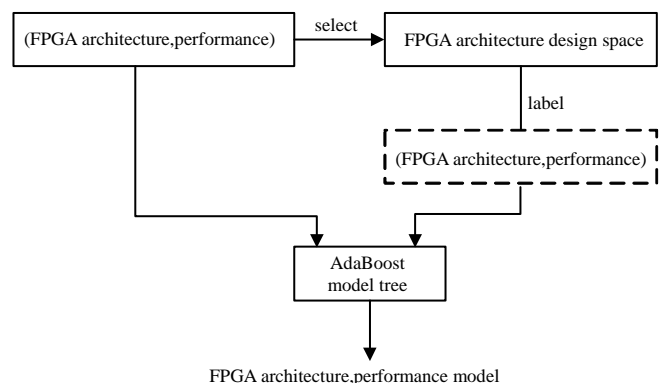 (FPGA architecture,performance)
select
FPGA architecture design space
label
(FPGA architecture,performance)
AdaBoost
model tree
FPGA architecture,performance model